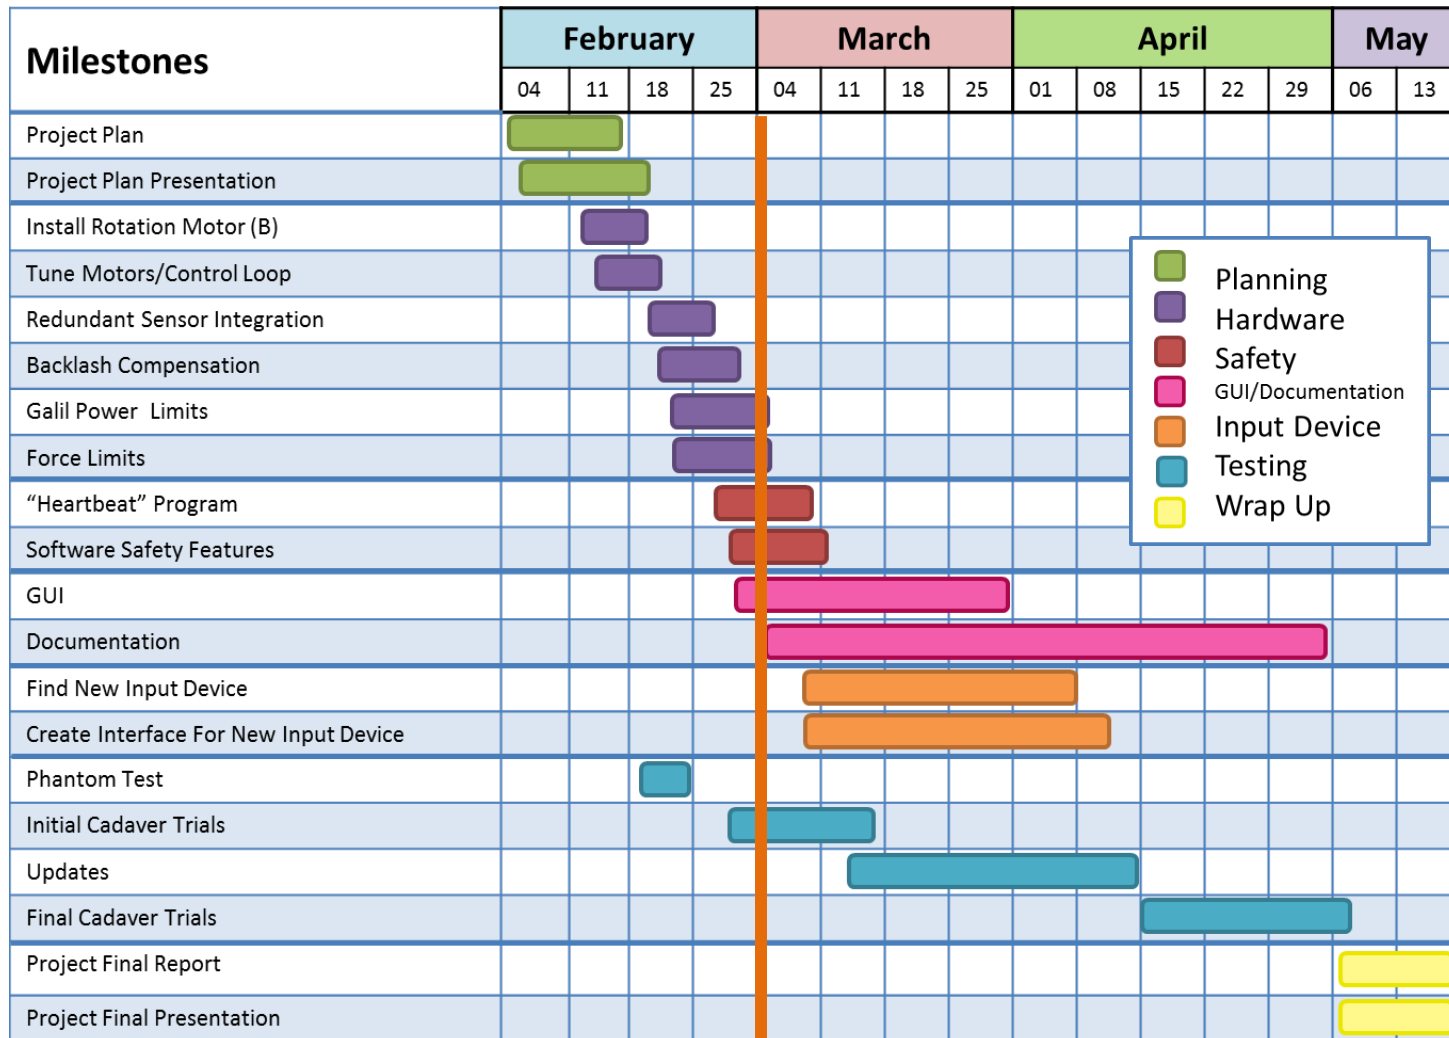 Milestones
February March April May
04 11 18 25 04 11 18 25 01 08 15 22 29 06 13
Project Plan
Project Plan Presentation
Install Rotation Motor (B)
Tune Motors/Control Loop
Redundant Sensor Integration
Backlash Compensation
Galil Power  Limits
Force Limits
“Heartbeat” Program
Software Safety Features
GUI
Documentation
Find New Input Device
Create Interface For New Input Device
Phantom Test
Initial Cadaver Trials
Updates
Final Cadaver Trials
Project Final Report
Project Final Presentation
Planning
Hardware
Safety
GUI/Documentation
Input Device
Testing
Wrap Up